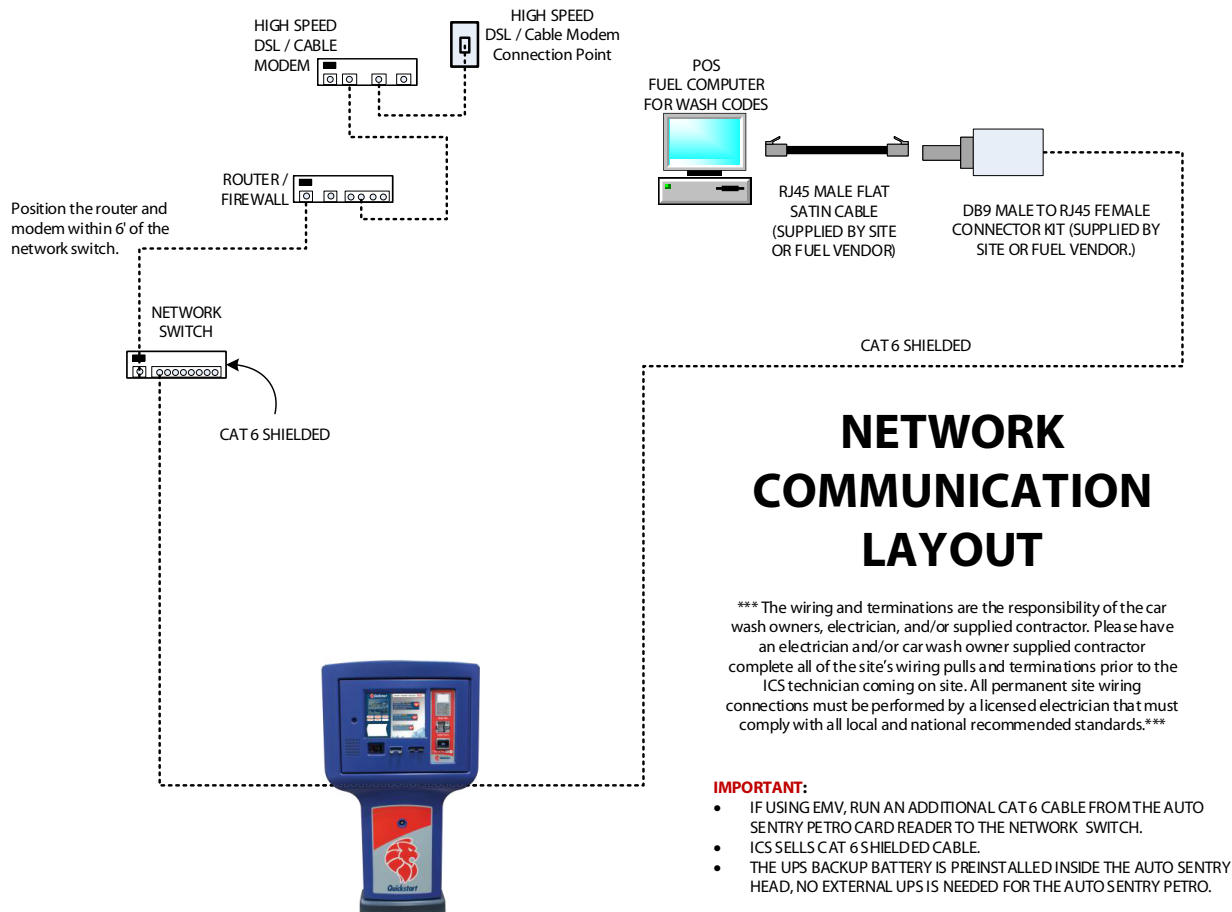 HIGH SPEED
DSL / CABLE
MODEM
HIGH SPEED
DSL / Cable Modem
Connection Point
POS
FUEL COMPUTER
FOR WASH CODES
ROUTER /
FIREWALL
RJ45 MALE FLAT
SATIN CABLE
(SUPPLIED BY SITE
OR FUEL VENDOR)
DB9 MALE TO RJ45 FEMALE
CONNECTOR KIT (SUPPLIED BY
SITE OR FUEL VENDOR.)
Position the router and
modem within 6' of the
network switch.
NETWORK
SWITCH
CAT 6 SHIELDED
CAT 6 SHIELDED
NETWORK
COMMUNICATION
LAYOUT
*** The wiring and terminations are the responsibility of the car
wash owners, electrician, and/or supplied contractor. Please have
an electrician and/or car wash owner supplied contractor
complete all of the site's wiring pulls and terminations prior to the
ICS technician coming on site. All permanent site wiring
connections must be performed by a licensed electrician that must
comply with all local and national recommended standards.***
IMPORTANT:
• IF USING EMV, RUN AN ADDITIONAL CAT 6 CABLE FROM THE AUTO
SENTRY PETRO CARD READER TO THE NETWORK SWITCH.
• ICS SELLS CAT 6 SHIELDED CABLE.
• THE UPS BACKUP BATTERY IS PREINSTALLED INSIDE THE AUTO SENTRY
HEAD, NO EXTERNAL UPS IS NEEDED FOR THE AUTO SENTRY PETRO.
Quickstart